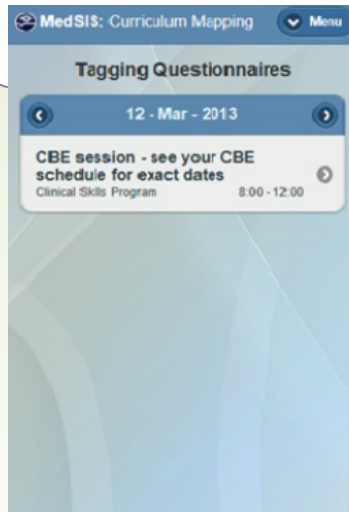 MedSIS: Curriculum Mapping Menu
Tagging Questionnaires
12 - Mar - 2013
CBE session - see your CBE
schedule for exact dates
Clinical Skills Program 8:00 - 12:00